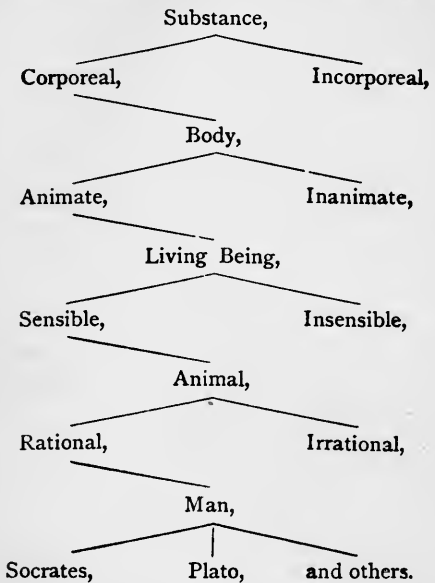 Substance,
Corporeal, Incorporeal,
Body,
Animate, Inanimate,
Living Being,
Sensible, Insensible,
Animal,
Rational, Irrational,
Man,
Socrates, Plato, and others.